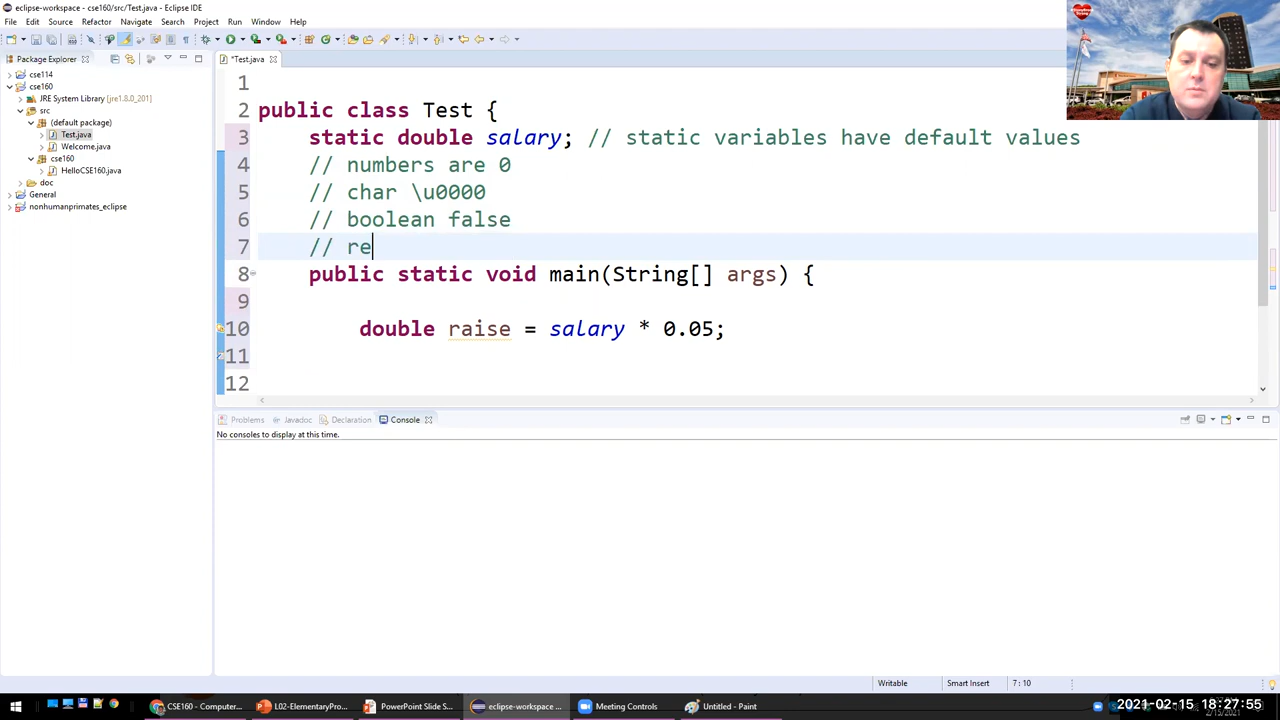 eclipse-workspace - cse160/src/Test.java - Eclipse IDE
File Edit Source Refactor Navigate Search Project Run Window Help
Package Explorer
*Test.java
cse114
cse160
JRE System Library [jre1.8.0_201]
src
(default package)
Test.java
Welcome.java
cse160
HelloCSE160.java
doc
General
nonhumanprimates_eclipse
1
2 public class Test {
3 static double salary; // static variables have default values
4 // numbers are 0
5 // char \u0000
6 // boolean false
7 // re
8 public static void main(String[] args) {
9
10 double raise = salary * 0.05;
11
12
Problems Javadoc Declaration Console
No consoles to display at this time.
Writable Smart Insert 7 : 10
CSE160 - Computer... L02-ElementaryPro... PowerPoint Slide S... eclipse-workspace ... Meeting Controls Untitled - Paint
2021-02-15 18:27:55